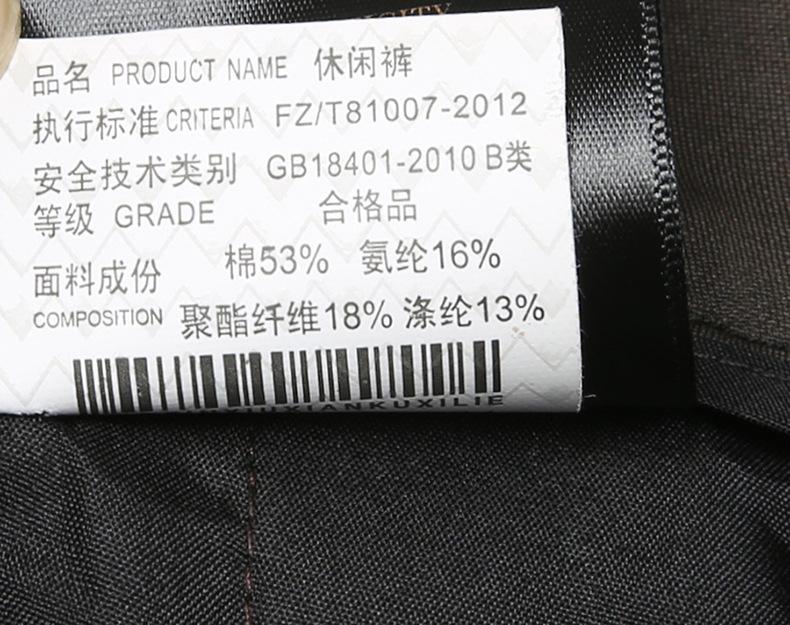 品名 PRODUCT NAME 休闲裤
执行标准 CRITERIA FZ/T81007-2012
安全技术类别 GB18401-2010 B类
等级 GRADE 合格品
面料成份 棉53% 氨纶16%
COMPOSITION 聚酯纤维18% 涤纶13%
XIUXIANKUXILIE